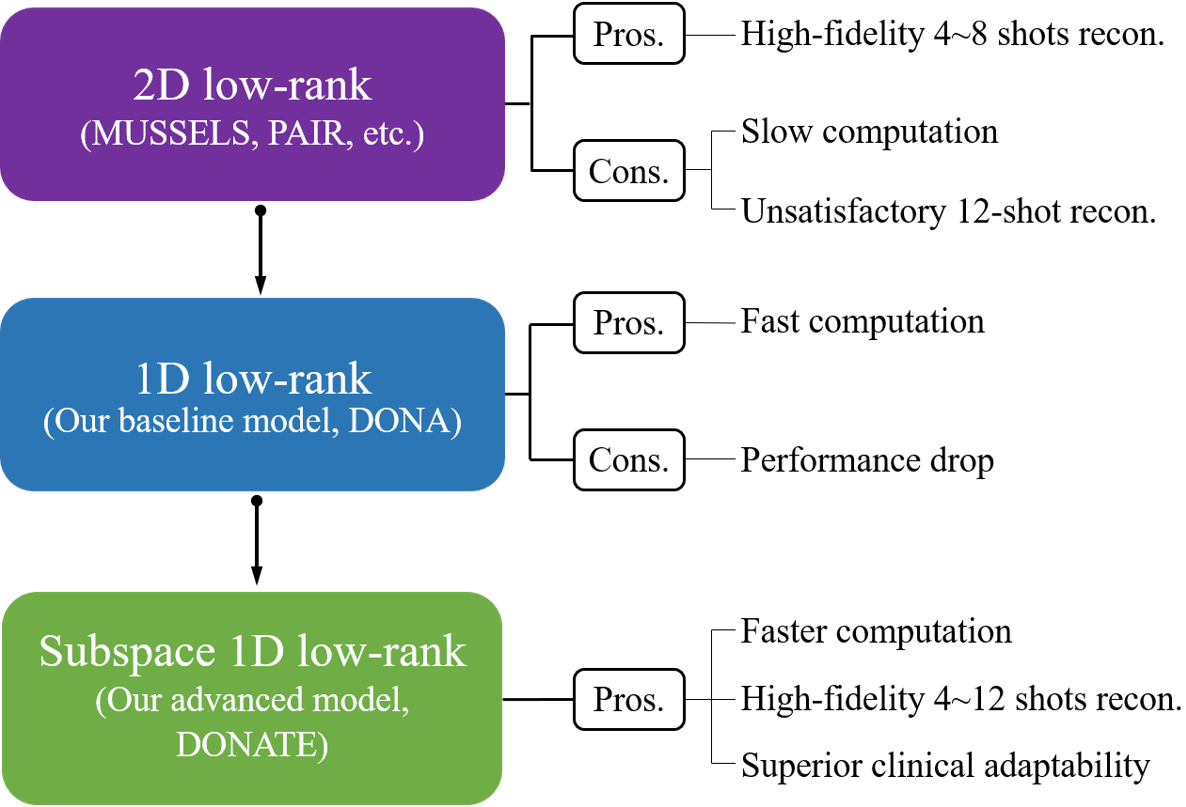 2D low-rank
(MUSSELS, PAIR, etc.)
Pros.
High-fidelity 4~8 shots recon.
Cons.
Slow computation
Unsatisfactory 12-shot recon.
1D low-rank
(Our baseline model, DONA)
Pros.
Fast computation
Cons.
Performance drop
Subspace 1D low-rank
(Our advanced model,
DONATE)
Pros.
Faster computation
High-fidelity 4~12 shots recon.
Superior clinical adaptability